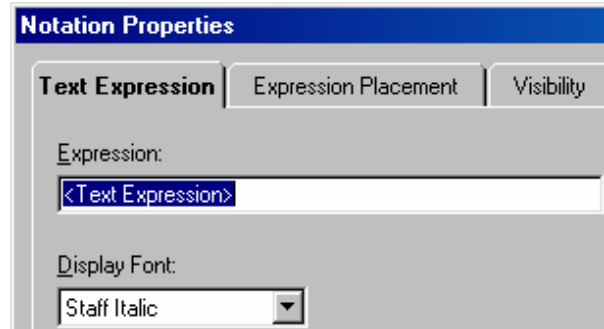 Notation Properties
Text Expression Expression Placement Visibility
Expression:
<Text Expression>
Display Font:
Staff Italic